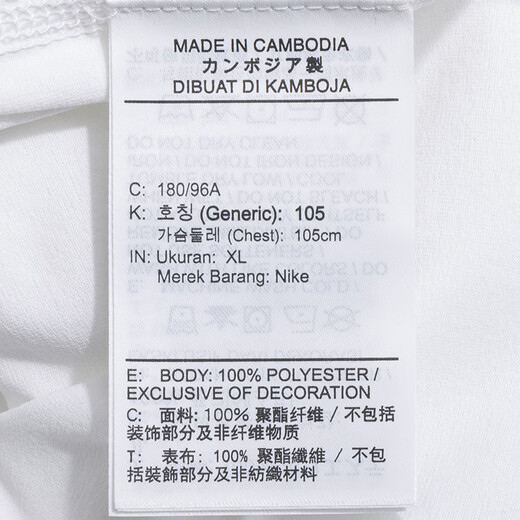 MADE IN CAMBODIA
カンボジア製
DIBUAT DI KAMBOJA
C: 180/96A
K: 호칭 (Generic): 105
가슴둘레 (Chest): 105cm
IN: Ukuran: XL
Merek Barang: Nike
E: BODY: 100% POLYESTER /
EXCLUSIVE OF DECORATION
C: 面料: 100% 聚酯纤维 / 不包括
装饰部分及非纤维物质
T: 表布: 100% 聚酯纖維 / 不包
括裝飾部分及非紡織材料